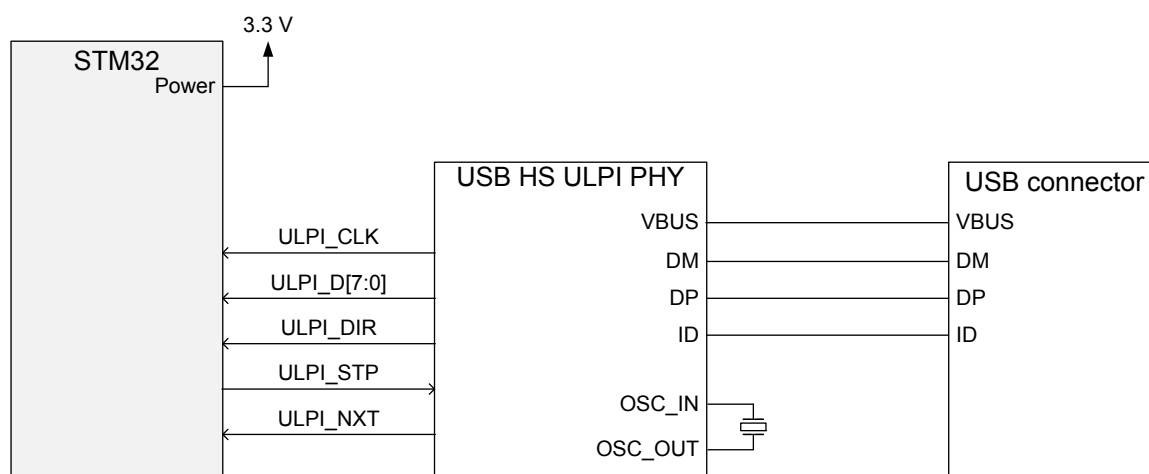 3.3 V
STM32
Power
USB HS ULPI PHY
USB connector
VBUS
VBUS
ULPI_CLK
DM
DM
ULPI_D[7:0]
DP
DP
ULPI_DIR
ID
ID
ULPI_STP
OSC_IN
ULPI_NXT
OSC_OUT